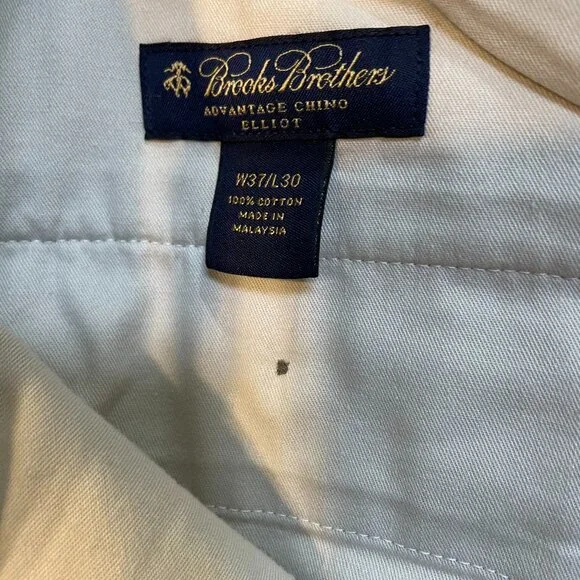 Brooks Brothers
ADVANTAGE CHINO
ELLIOT
W37/L30
100% COTTON
MADE IN
MALAYSIA